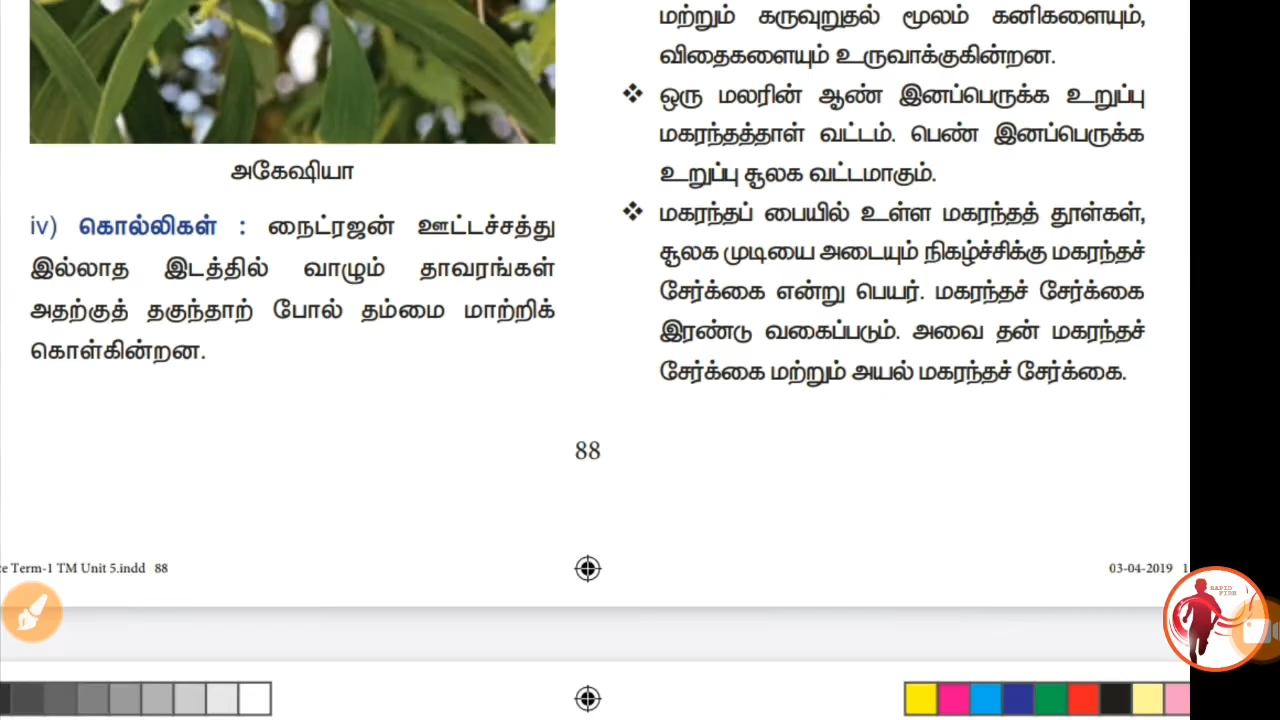 அகேஷியா
iv) கொல்லிகள் : நைட்ரஜன் ஊட்டச்சத்து
இல்லாத இடத்தில் வாழும் தாவரங்கள்
அதற்குத் தகுந்தாற் போல் தம்மை மாற்றிக்
கொள்கின்றன.
மற்றும் கருவுறுதல் மூலம் கனிகளையும்,
விதைகளையும் உருவாக்குகின்றன.
❖ ஒரு மலரின் ஆண் இனப்பெருக்க உறுப்பு
மகரந்தத்தாள் வட்டம். பெண் இனப்பெருக்க
உறுப்பு சூலக வட்டமாகும்.
❖ மகரந்தப் பையில் உள்ள மகரந்தத் தூள்கள்,
சூலக முடியை அடையும் நிகழ்ச்சிக்கு மகரந்தச்
சேர்க்கை என்று பெயர். மகரந்தச் சேர்க்கை
இரண்டு வகைப்படும். அவை தன் மகரந்தச்
சேர்க்கை மற்றும் அயல் மகரந்தச் சேர்க்கை.
88
Term-1 TM Unit 5.indd 88
03-04-2019
RAPID